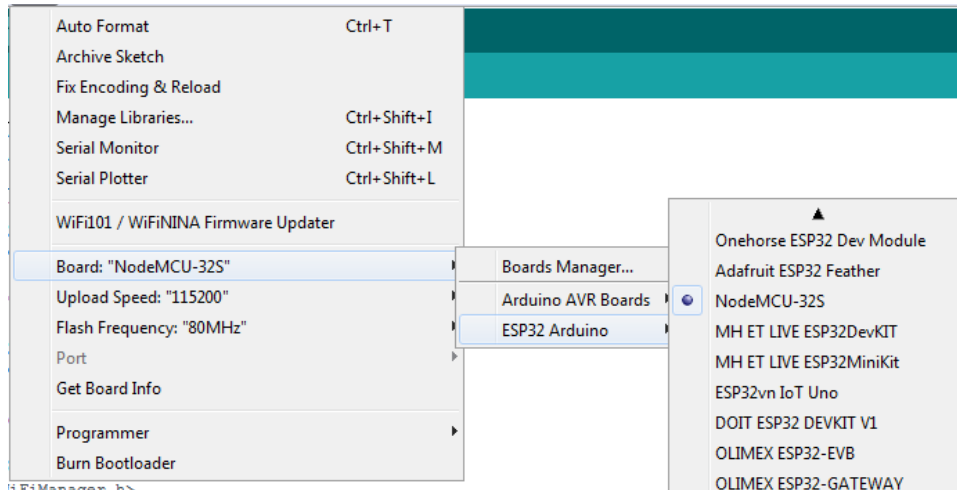 Auto Format Ctrl+T
Archive Sketch
Fix Encoding & Reload
Manage Libraries... Ctrl+Shift+I
Serial Monitor Ctrl+Shift+M
Serial Plotter Ctrl+Shift+L
WiFi101 / WiFiNINA Firmware Updater
Board: "NodeMCU-32S"
Upload Speed: "115200"
Flash Frequency: "80MHz"
Port
Get Board Info
Programmer
Burn Bootloader
Boards Manager...
Arduino AVR Boards
ESP32 Arduino
Onehorse ESP32 Dev Module
Adafruit ESP32 Feather
NodeMCU-32S
MH ET LIVE ESP32DevKIT
MH ET LIVE ESP32MiniKit
ESP32vn IoT Uno
DOIT ESP32 DEVKIT V1
OLIMEX ESP32-EVB
OLIMEX ESP32-GATEWAY